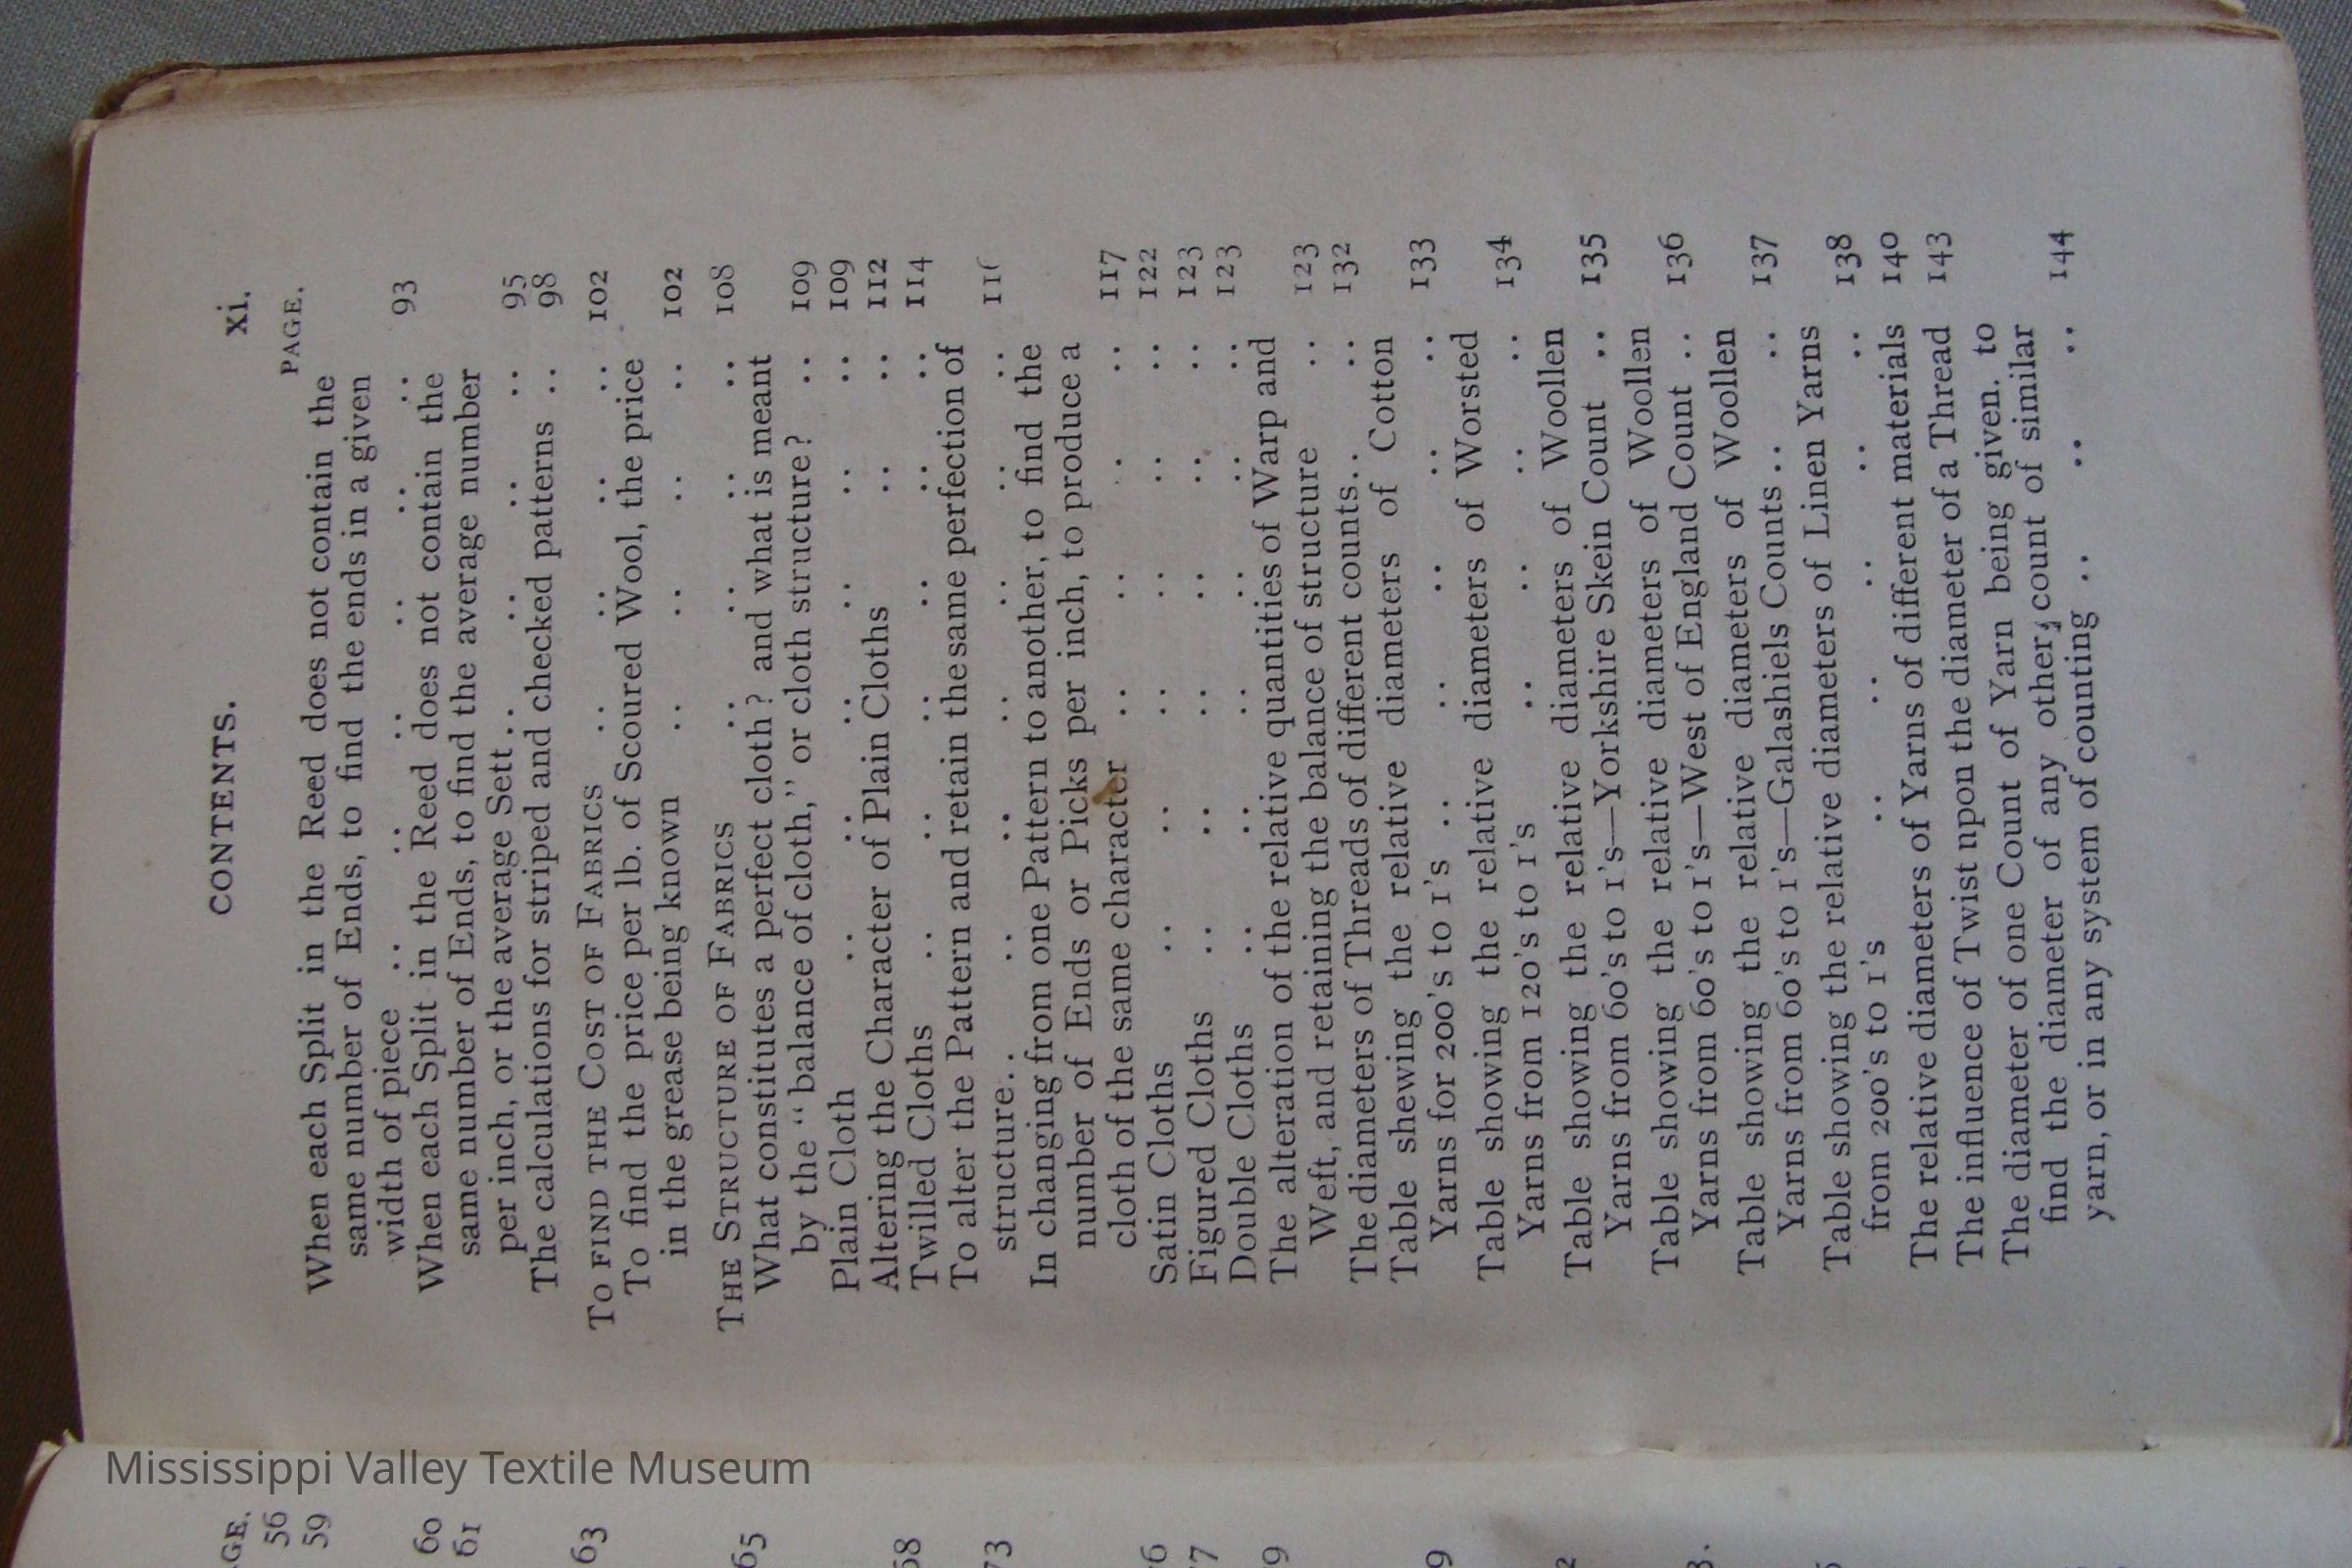 CONTENTS. xi.
PAGE.
When each Split in the Reed does not contain the
same number of Ends, to find the ends in a given
width of piece .. .. .. .. .. .. 93
When each Split in the Reed does not contain the
same number of Ends, to find the average number
per inch, or the average Sett .. .. .. .. 95
The calculations for striped and checked patterns .. 98
TO FIND THE COST OF FABRICS .. .. .. .. 102
To find the price per lb. of Scoured Wool, the price
in the grease being known .. .. .. .. 102
THE STRUCTURE OF FABRICS .. .. .. .. 108
What constitutes a perfect cloth? and what is meant
by the "balance of cloth," or cloth structure? .. 109
Plain Cloth .. .. .. .. .. .. 109
Altering the Character of Plain Cloths .. .. 112
Twilled Cloths .. .. .. .. .. .. 114
To alter the Pattern and retain the same perfection of
structure .. .. .. .. .. .. .. 116
In changing from one Pattern to another, to find the
number of Ends or Picks per inch, to produce a
cloth of the same character .. .. .. .. 117
Satin Cloths .. .. .. .. .. .. 122
Figured Cloths .. .. .. .. .. .. 123
Double Cloths .. .. .. .. .. .. 123
The alteration of the relative quantities of Warp and
Weft, and retaining the balance of structure .. 123
The diameters of Threads of different counts .. .. 132
Table shewing the relative diameters of Cotton
Yarns for 200's to 1's .. .. .. .. .. 133
Table showing the relative diameters of Worsted
Yarns from 120's to 1's .. .. .. .. 134
Table showing the relative diameters of Woollen
Yarns from 60's to 1's—Yorkshire Skein Count .. 135
Table showing the relative diameters of Woollen
Yarns from 60's to 1's—West of England Count .. 136
Table showing the relative diameters of Woollen
Yarns from 60's to 1's—Galashiels Counts .. .. 137
Table showing the relative diameters of Linen Yarns
from 200's to 1's .. .. .. .. .. 138
The relative diameters of Yarns of different materials 140
The influence of Twist npon the diameter of a Thread 143
The diameter of one Count of Yarn being given. to
find the diameter of any other count of similar
yarn, or in any system of counting .. .. .. 144
Mississippi Valley Textile Museum
56
59
60
61
63
65